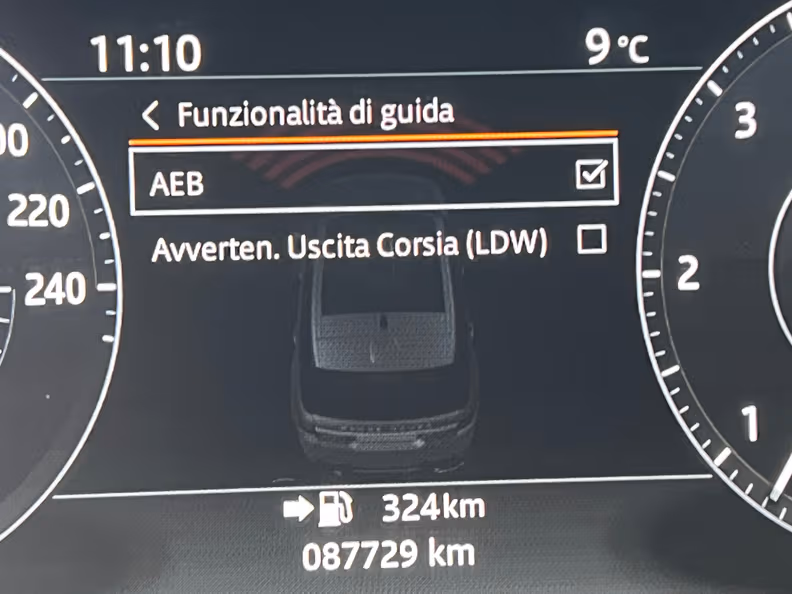 11:10 9°C
< Funzionalità di guida
AEB
Avverten. Uscita Corsia (LDW)
220
240
3
2
1
324km
087729 km